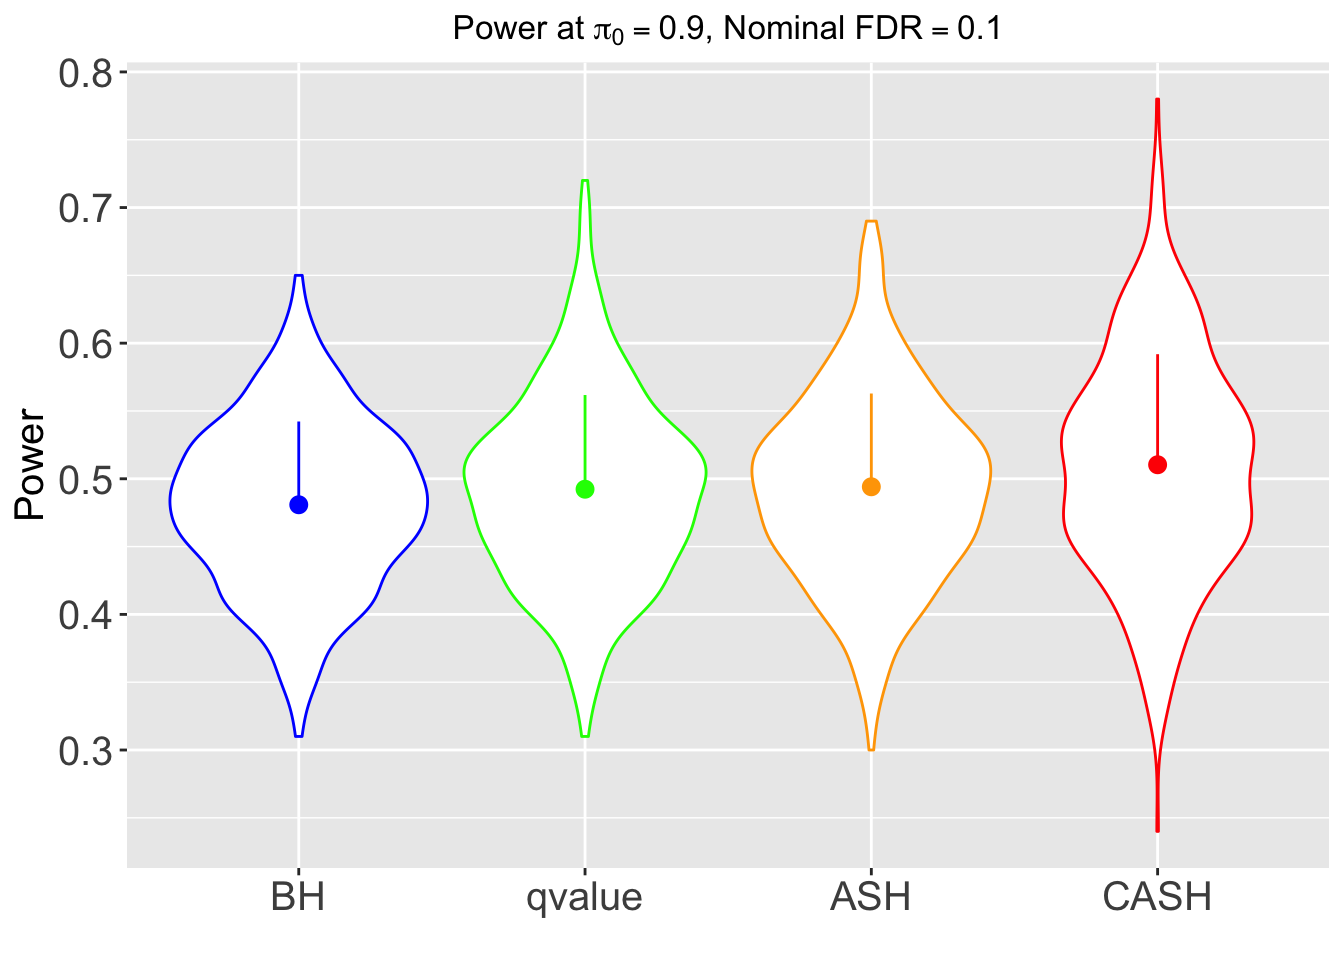 Power at π₀ = 0.9, Nominal FDR = 0.1
0.8
0.7
0.6
0.5
0.4
0.3
Power
BH qvalue ASH CASH